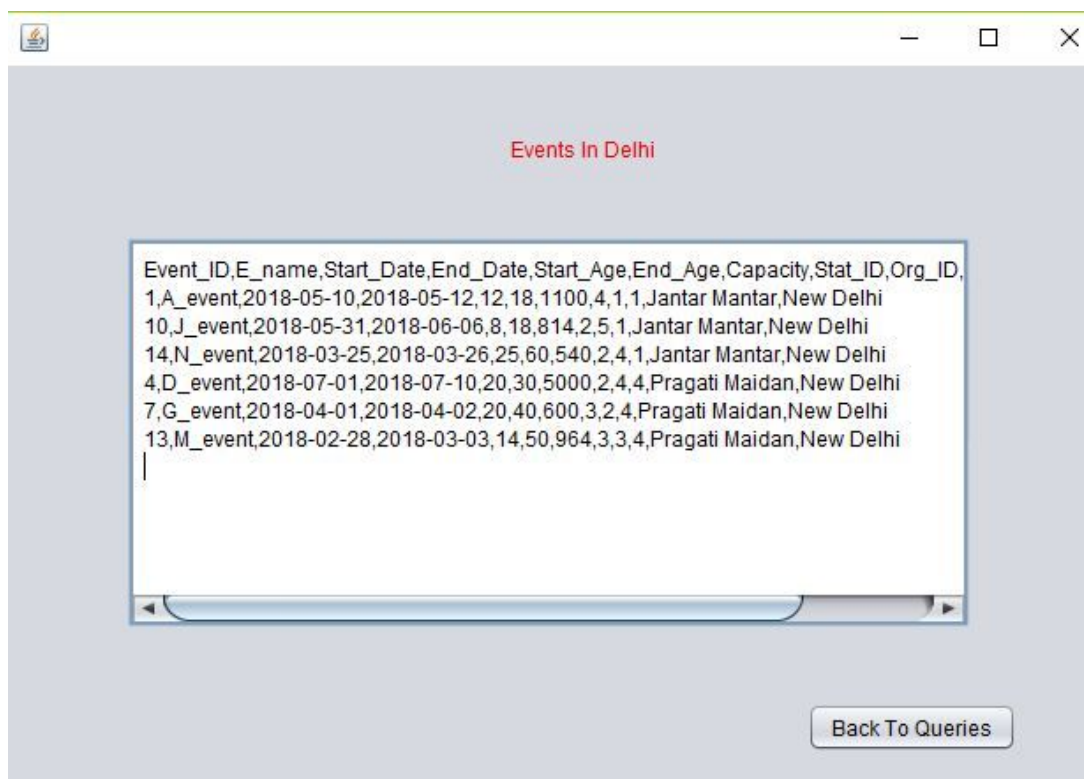 Events In Delhi
Event_ID,E_name,Start_Date,End_Date,Start_Age,End_Age,Capacity,Stat_ID,Org_ID,
1,A_event,2018-05-10,2018-05-12,12,18,1100,4,1,1,Jantar Mantar,New Delhi
10,J_event,2018-05-31,2018-06-06,8,18,814,2,5,1,Jantar Mantar,New Delhi
14,N_event,2018-03-25,2018-03-26,25,60,540,2,4,1,Jantar Mantar,New Delhi
4,D_event,2018-07-01,2018-07-10,20,30,5000,2,4,4,Pragati Maidan,New Delhi
7,G_event,2018-04-01,2018-04-02,20,40,600,3,2,4,Pragati Maidan,New Delhi
13,M_event,2018-02-28,2018-03-03,14,50,964,3,3,4,Pragati Maidan,New Delhi
Back To Queries